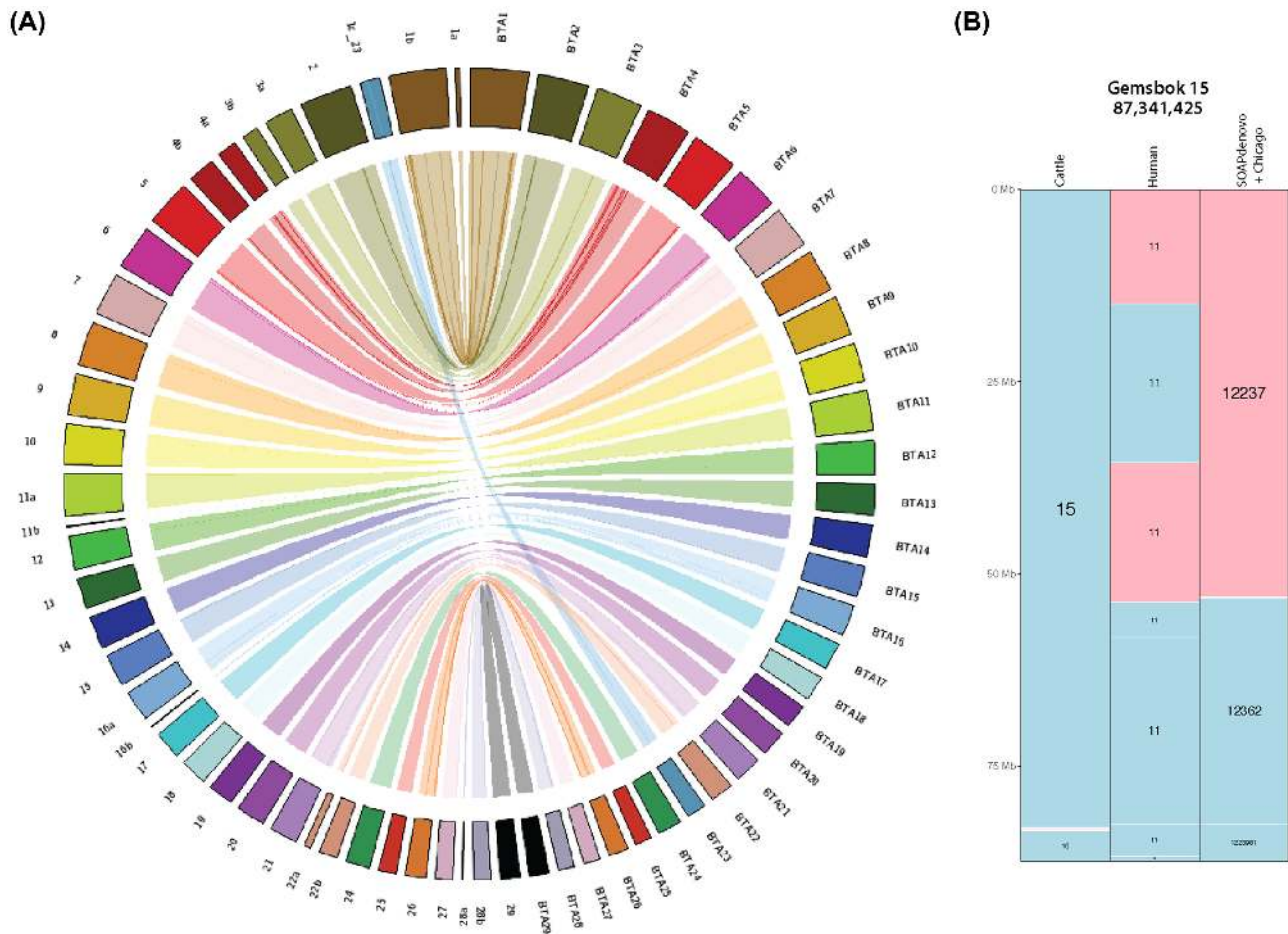 (A)
(B)
1a
BTA1
BTA2
BTA3
BTA4
BTA5
BTA6
BTA7
BTA8
BTA9
BTA10
BTA11
BTA12
BTA13
BTA14
BTA15
BTA16
BTA17
BTA18
BTA19
BTA20
BTA21
BTA22
BTA23
BTA24
BTA25
BTA26
BTA27
BTA28
BTA29
29
28b
28a
27
26
25
24
22b
22a
21
20
19
18
17
16b
16a
15
14
13
12
11b
11a
10
9
8
7
6
5
4b
4a
3b
3a
1b
Gemsbok 15
87,341,425
Cattle
Human
SOAPdenovo
+ Chicago
0 Mb
25 Mb
50 Mb
75 Mb
15
11
11
11
11
11
11
12237
12362